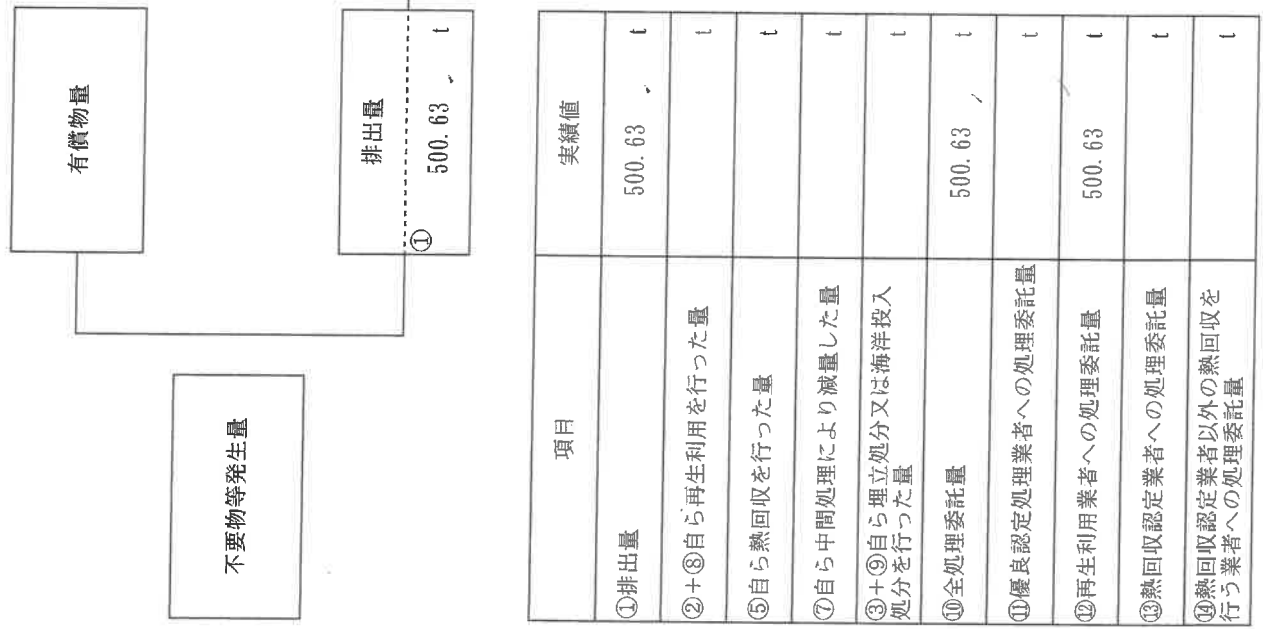 不要物等発生量
有償物量
排出量
① 500.63 t
項目 実績値
①排出量 500.63 t
②+⑧自ら再生利用を行った量 t
⑤自ら熱回収を行った量 t
⑦自ら中間処理により減量した量 t
③+⑨自ら埋立処分又は海洋投入
処分を行った量 t
⑩全処理委託量 500.63 t
⑪優良認定処理業者への処理委託量 t
⑫再生利用業者への処理委託量 500.63 t
⑬熱回収認定業者への処理委託量 t
⑭熱回収認定業者以外の熱回収を
行う業者への処理委託量 t